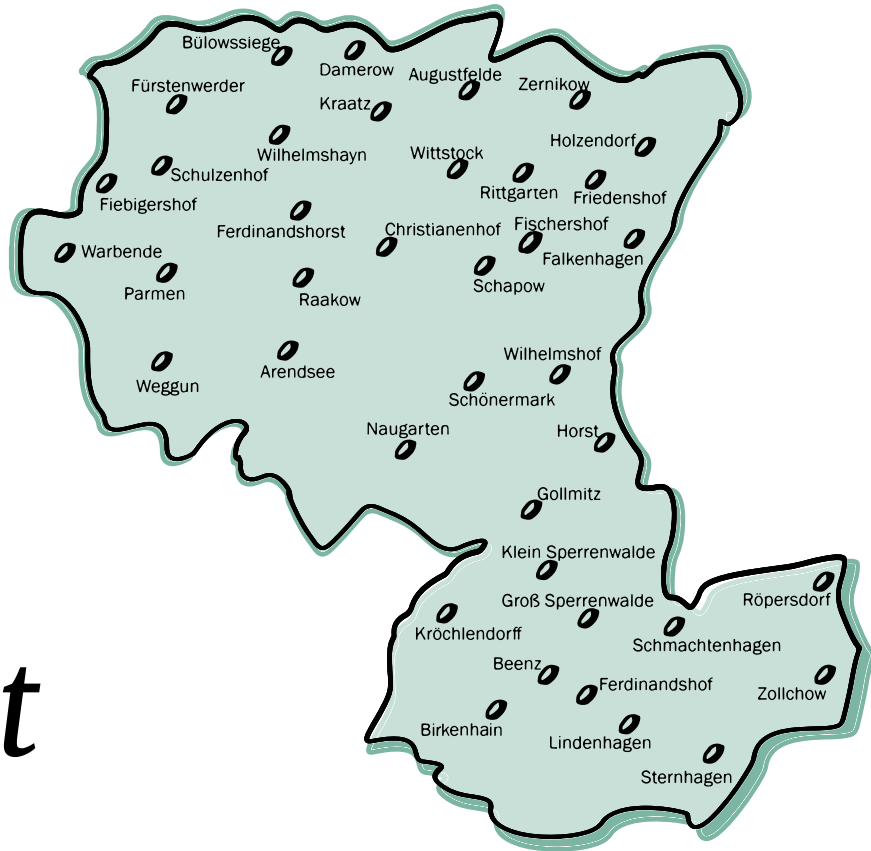 Bülowssiege
Damerow
Augustfelde
Zernikow
Fürstenwerder
Kraatz
Holzendorf
Wilhelmshayn
Wittstock
Schulzenhof
Rittgarten
Friedenshof
Fiebigershof
Ferdinandshorst
Christianenhof
Fischershof
Warbende
Falkenhagen
Parmen
Raakow
Schapow
Wilhelmshof
Arendsee
Weggun
Schönermark
Naugarten
Horst
Gollmitz
Klein Sperrenwalde
Groß Sperrenwalde
Röpersdorf
Kröchlendorff
Schmachtenhagen
Beenz
Ferdinandshof
Zollchow
t
Birkenhain
Lindenhagen
Sternhagen